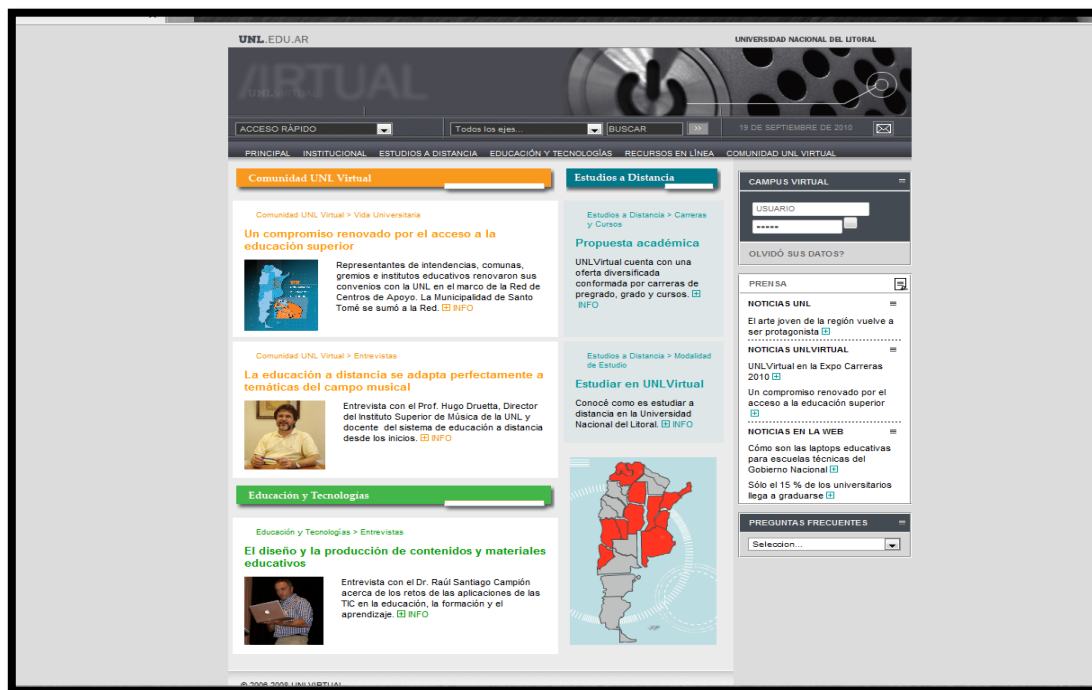 UNL.EDU.AR
UNIVERSIDAD NACIONAL DEL LITORAL
VIRTUAL
UNLVIRTUAL
ACCESO RÁPIDO
Todos los ejes...
BUSCAR
>>
19 DE SEPTIEMBRE DE 2010
PRINCIPAL INSTITUCIONAL ESTUDIOS A DISTANCIA EDUCACIÓN Y TECNOLOGÍAS RECURSOS EN LÍNEA COMUNIDAD UNL VIRTUAL
Comunidad UNL Virtual
Comunidad UNL Virtual > Vida Universitaria
Un compromiso renovado por el acceso a la
educación superior
Representantes de intendencias, comunas,
gremios e institutos educativos renovaron sus
convenios con la UNL en el marco de la Red de
Centros de Apoyo. La Municipalidad de Santo
Tomé se sumó a la Red. INFO
Comunidad UNL Virtual > Entrevistas
La educación a distancia se adapta perfectamente a
temáticas del campo musical
Entrevista con el Prof. Hugo Druetta, Director
del Instituto Superior de Música de la UNL y
docente del sistema de educación a distancia
desde los inicios. INFO
Educación y Tecnologías
Educación y Tecnologías > Entrevistas
El diseño y la producción de contenidos y materiales
educativos
Entrevista con el Dr. Raúl Santiago Campión
acerca de los retos de las aplicaciones de las
TIC en la educación, la formación y el
aprendizaje. INFO
Estudios a Distancia
Estudios a Distancia > Carreras
y Cursos
Propuesta académica
UNLVirtual cuenta con una
oferta diversificada
conformada por carreras de
pregrado, grado y cursos.
INFO
Estudios a Distancia > Modalidad
de Estudio
Estudiar en UNLVirtual
Conocé como es estudiar a
distancia en la Universidad
Nacional del Litoral. INFO
CAMPUS VIRTUAL
USUARIO
*****
OLVIDÓ SUS DATOS?
PRENSA
NOTICIAS UNL
El arte joven de la región vuelve a
ser protagonista
NOTICIAS UNLVIRTUAL
UNLVirtual en la Expo Carreras
2010
Un compromiso renovado por el
acceso a la educación superior
NOTICIAS EN LA WEB
Cómo son las laptops educativas
para escuelas técnicas del
Gobierno Nacional
Sólo el 15 % de los universitarios
llega a graduarse
PREGUNTAS FRECUENTES
Seleccion...
© 2006-2008 UNLVIRTUAL